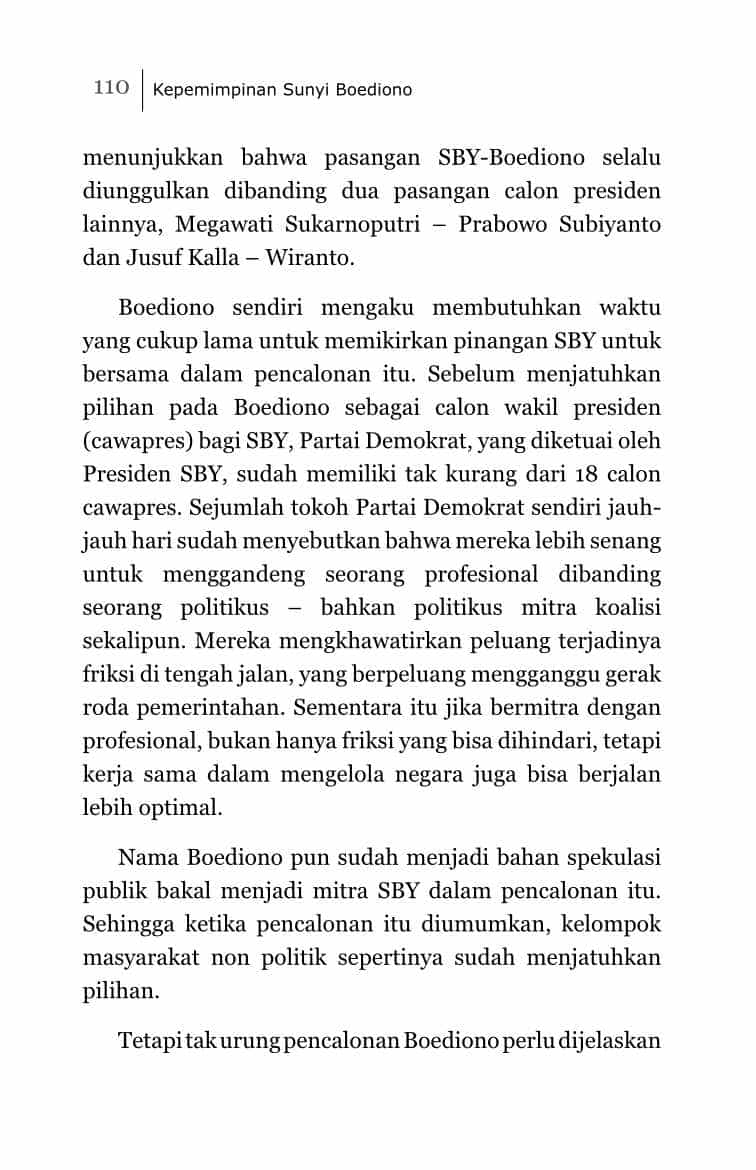 110 Kepemimpinan Sunyi Boediono
menunjukkan bahwa pasangan SBY-Boediono selalu
diunggulkan dibanding dua pasangan calon presiden
lainnya, Megawati Sukarnoputri – Prabowo Subiyanto
dan Jusuf Kalla – Wiranto.
Boediono sendiri mengaku membutuhkan waktu
yang cukup lama untuk memikirkan pinangan SBY untuk
bersama dalam pencalonan itu. Sebelum menjatuhkan
pilihan pada Boediono sebagai calon wakil presiden
(cawapres) bagi SBY, Partai Demokrat, yang diketuai oleh
Presiden SBY, sudah memiliki tak kurang dari 18 calon
cawapres. Sejumlah tokoh Partai Demokrat sendiri jauh-
jauh hari sudah menyebutkan bahwa mereka lebih senang
untuk menggandeng seorang profesional dibanding
seorang politikus – bahkan politikus mitra koalisi
sekalipun. Mereka mengkhawatirkan peluang terjadinya
friksi di tengah jalan, yang berpeluang mengganggu gerak
roda pemerintahan. Sementara itu jika bermitra dengan
profesional, bukan hanya friksi yang bisa dihindari, tetapi
kerja sama dalam mengelola negara juga bisa berjalan
lebih optimal.
Nama Boediono pun sudah menjadi bahan spekulasi
publik bakal menjadi mitra SBY dalam pencalonan itu.
Sehingga ketika pencalonan itu diumumkan, kelompok
masyarakat non politik sepertinya sudah menjatuhkan
pilihan.
Tetapi tak urung pencalonan Boediono perlu dijelaskan